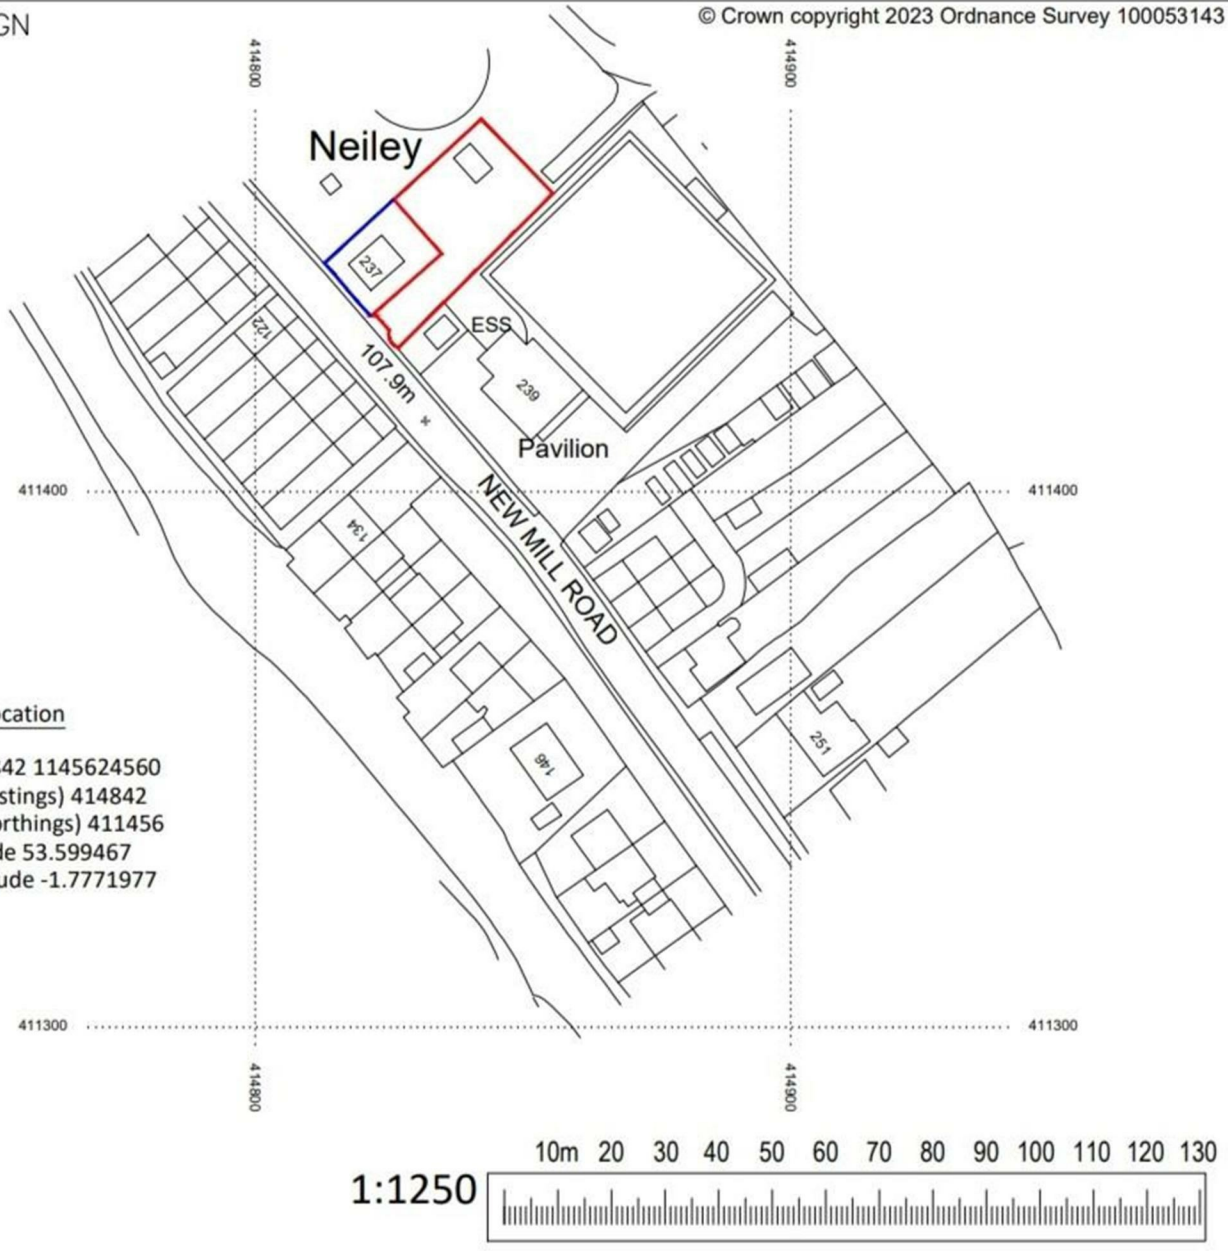 GN
© Crown copyright 2023 Ordnance Survey 100053143
414800
414900
Neiley
237
122
ESS
107.9m
239
Pavilion
411400
411400
NEW MILL ROAD
134
146
251
cation
42 1145624560
stings) 414842
orthings) 411456
de 53.599467
ude -1.7771977
411300
411300
414800
414900
10m 20 30 40 50 60 70 80 90 100 110 120 130
1:1250